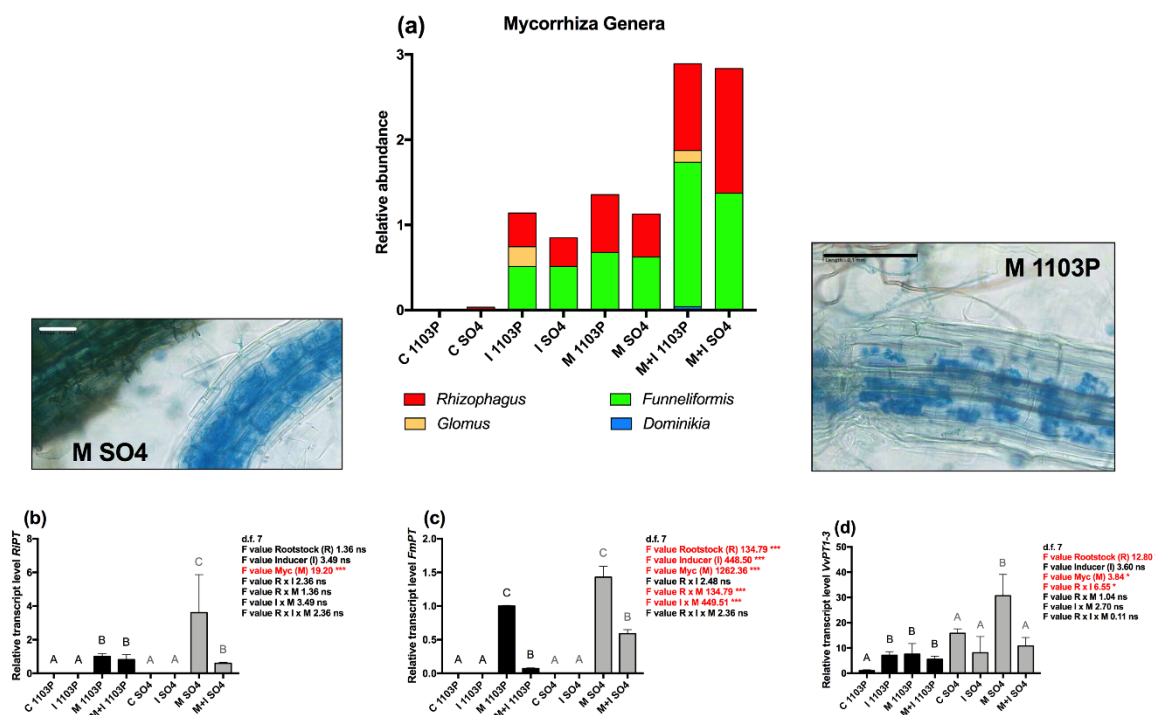 (a)
Mycorrhiza Genera
Relative abundance
3
2
1
0
C 1103P
C SO4
I 1103P
I SO4
M 1103P
M SO4
M+I 1103P
M+I SO4
Rhizophagus
Funneliformis
Glomus
Dominikia
M SO4
M 1103P
(b)
Relative transcript level RiPT
8
6
4
2
0
A
A
B
B
A
A
C
B
C 1103P
I 1103P
M 1103P
M+I 1103P
C SO4
I SO4
M SO4
M+I SO4
d.f. 7
F value Rootstock (R) 1.36 ns
F value Inducer (I) 3.49 ns
F value Myc (M) 19.20 ***
F value R x I 2.36 ns
F value R x M 1.36 ns
F value I x M 3.49 ns
F value R x I x M 2.36 ns
(c)
Relative transcript level FmPT
2.0
1.5
1.0
0.5
0.0
A
A
C
B
A
A
C
B
C 1103P
I 1103P
M 1103P
M+I 1103P
C SO4
I SO4
M SO4
M+I SO4
d.f. 7
F value Rootstock (R) 134.79 ***
F value Inducer (I) 448.50 ***
F value Myc (M) 1262.36 ***
F value R x I 2.48 ns
F value R x M 134.79 ***
F value I x M 449.51 ***
F value R x I x M 2.36 ns
(d)
Relative transcript level VvPT1-3
50
40
30
20
10
0
A
B
B
B
A
A
B
A
C 1103P
I 1103P
M 1103P
M+I 1103P
C SO4
I SO4
M SO4
M+I SO4
d.f. 7
F value Rootstock (R) 12.80
F value Inducer (I) 3.60 ns
F value Myc (M) 3.84 *
F value R x I 6.55 *
F value R x M 1.04 ns
F value I x M 2.70 ns
F value R x I x M 0.11 ns